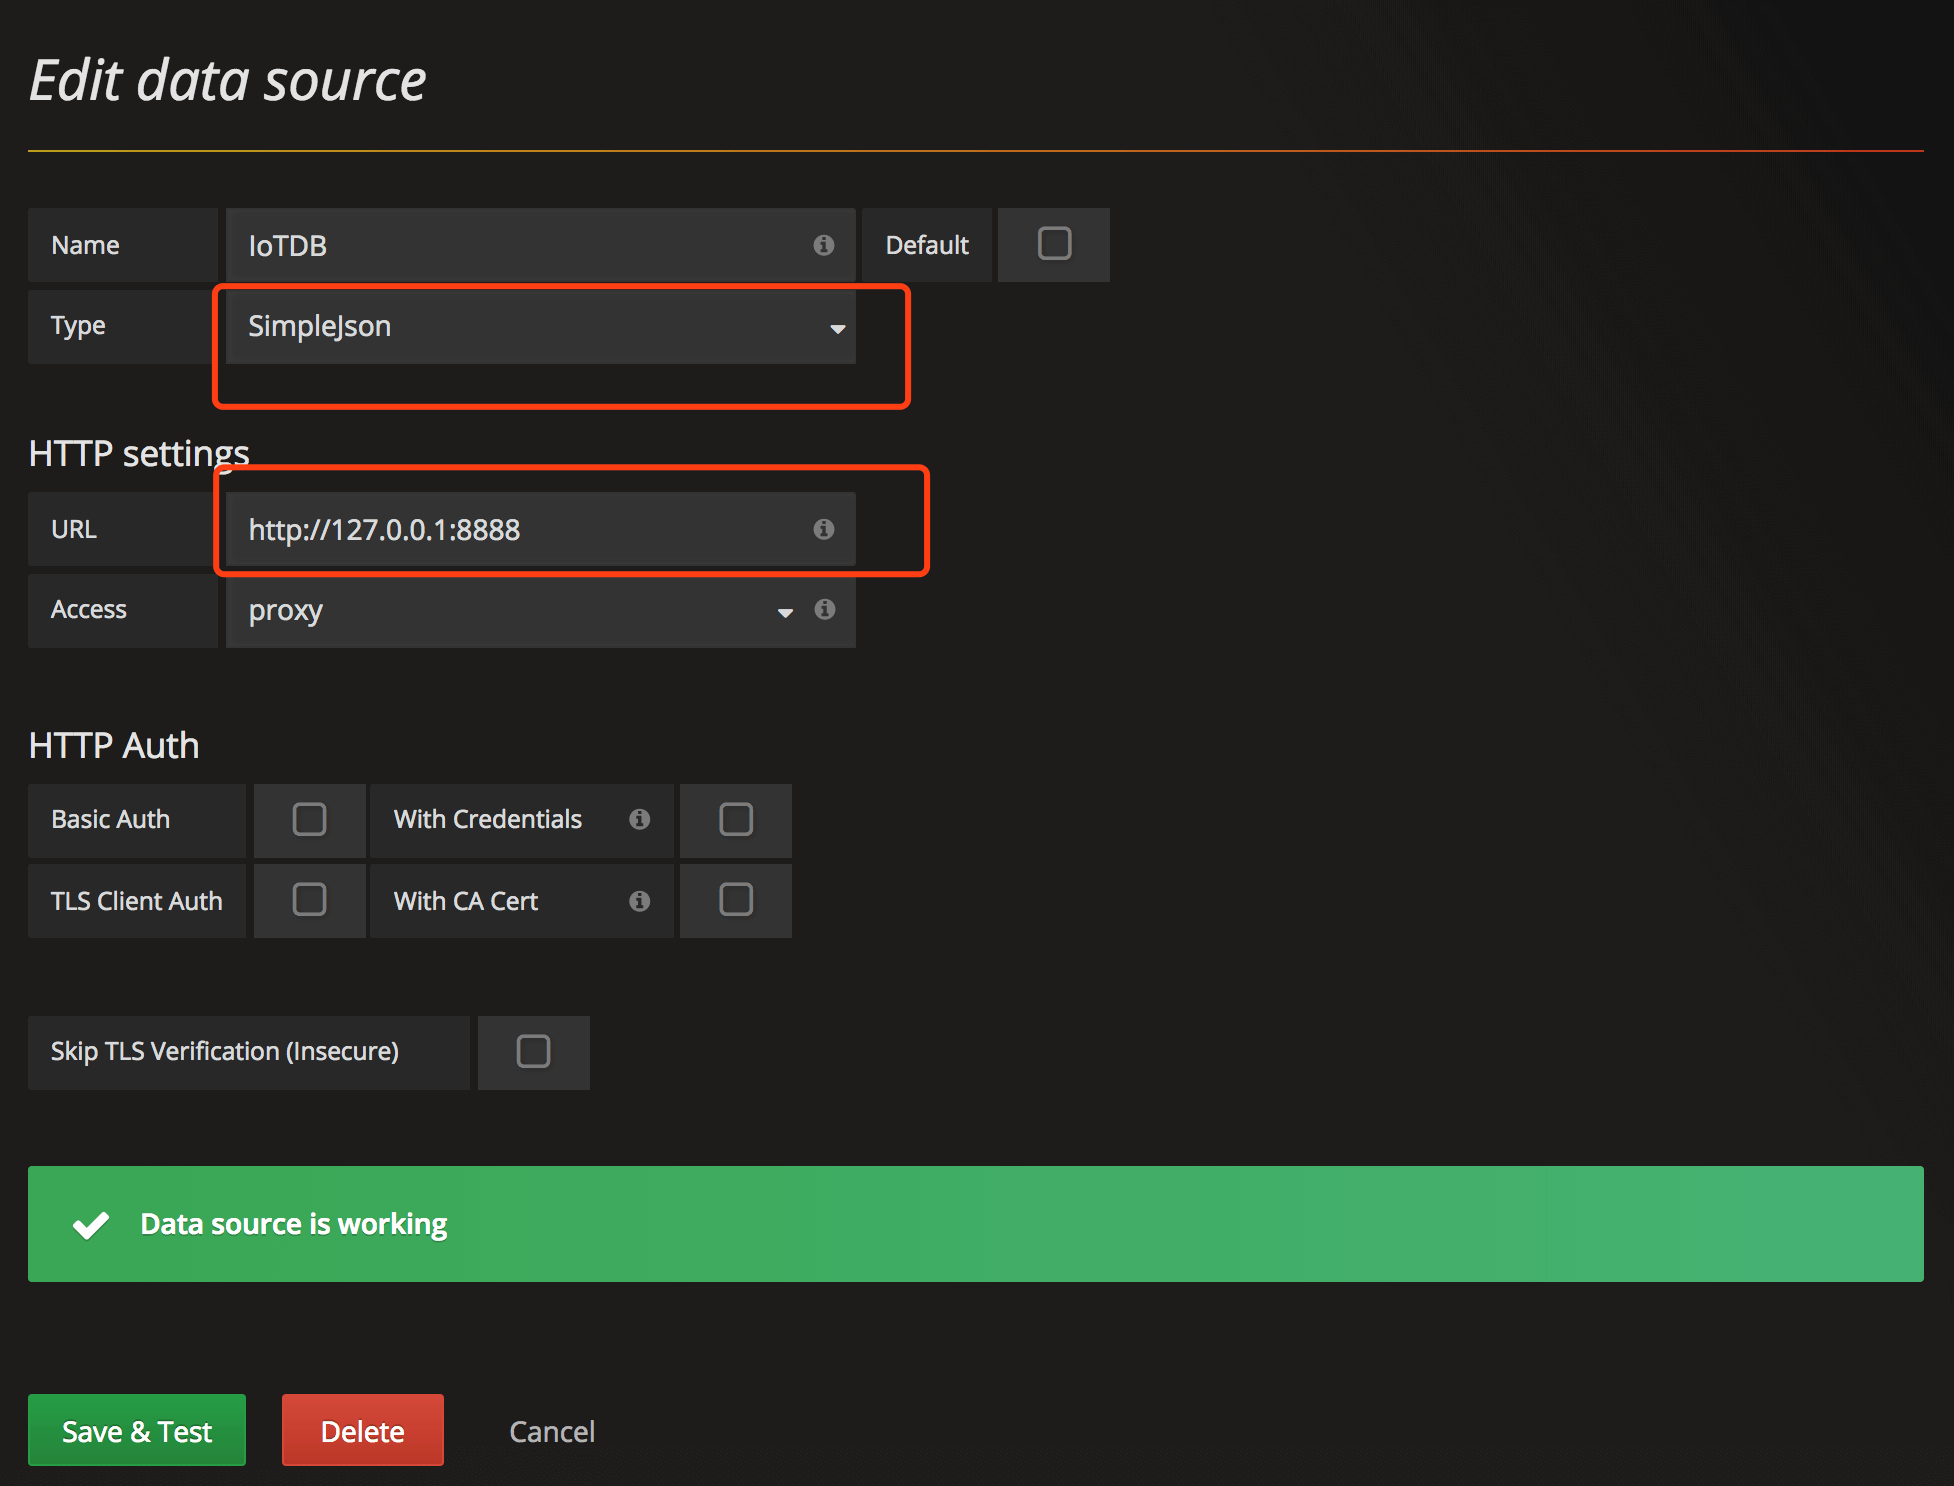 Edit data source
Name IoTDB Default
Type SimpleJson
HTTP settings
URL http://127.0.0.1:8888
Access proxy
HTTP Auth
Basic Auth With Credentials
TLS Client Auth With CA Cert
Skip TLS Verification (Insecure)
Data source is working
Save & Test Delete Cancel